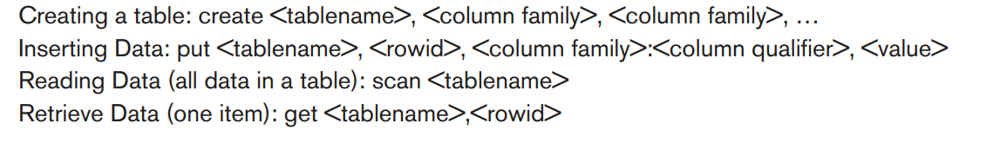 Creating a table: create <tablename>, <column family>, <column family>, …
Inserting Data: put <tablename>, <rowid>, <column family>:<column qualifier>, <value>
Reading Data (all data in a table): scan <tablename>
Retrieve Data (one item): get <tablename>,<rowid>